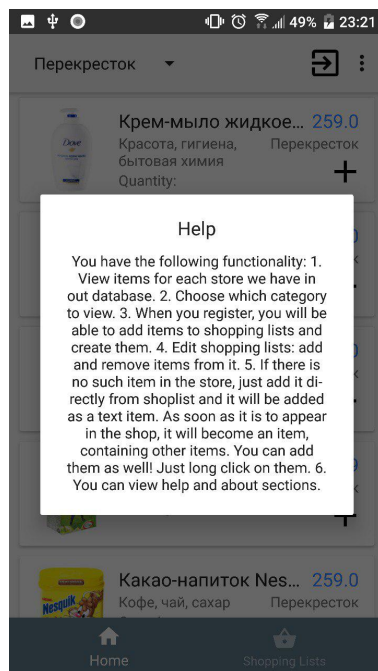 49% 23:21
Перекресток
Крем-мыло жидкое... 259.0
Красота, гигиена, Перекресток
бытовая химия
Quantity:
Dove
Help
You have the following functionality: 1.
View items for each store we have in
out database. 2. Choose which category
to view. 3. When you register, you will be
able to add items to shopping lists and
create them. 4. Edit shopping lists: add
and remove items from it. 5. If there is
no such item in the store, just add it di-
rectly from shoplist and it will be added
as a text item. As soon as it is to appear
in the shop, it will become an item,
containing other items. You can add
them as well! Just long click on them. 6.
You can view help and about sections.
Какао-напиток Nes... 259.0
Кофе, чай, сахар Перекресток
Nesquik
Home Shopping Lists